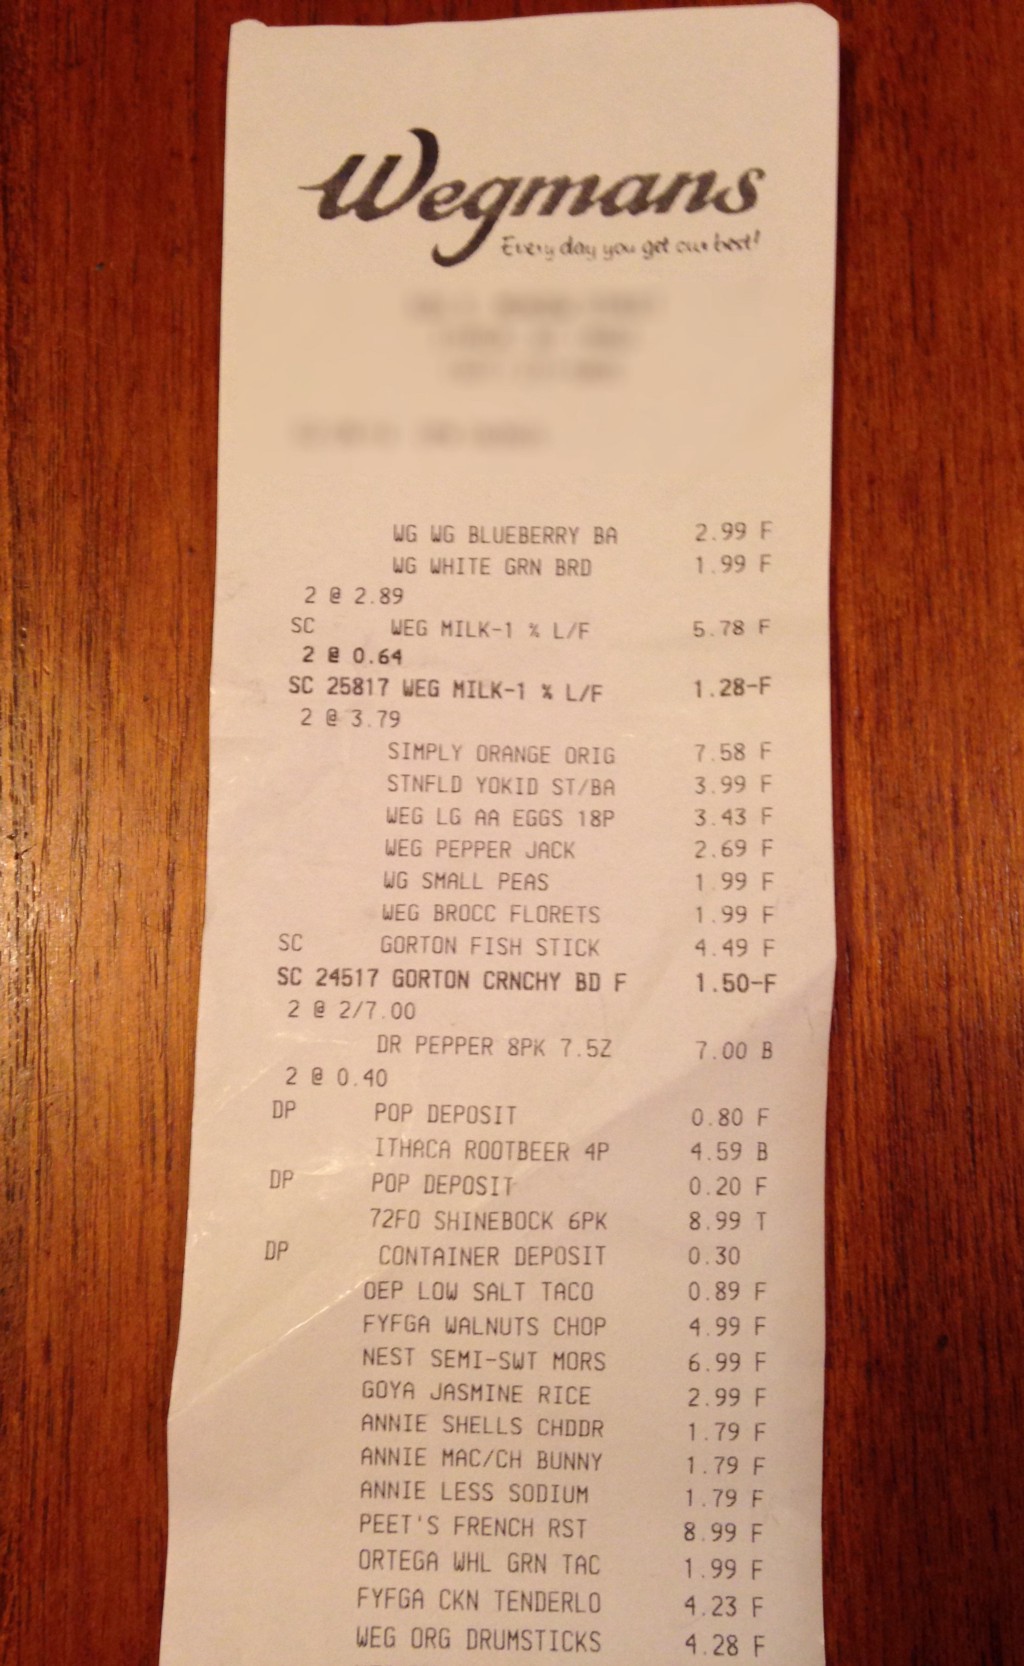 Wegmans
Every day you get our best!
WG WG BLUEBERRY BA 2.99 F
WG WHITE GRN BRD 1.99 F
2 @ 2.89
SC WEG MILK-1 % L/F 5.78 F
2 @ 0.64
SC 25817 WEG MILK-1 % L/F 1.28-F
2 @ 3.79
SIMPLY ORANGE ORIG 7.58 F
STNFLD YOKID ST/BA 3.99 F
WEG LG AA EGGS 18P 3.43 F
WEG PEPPER JACK 2.69 F
WG SMALL PEAS 1.99 F
WEG BROCC FLORETS 1.99 F
SC GORTON FISH STICK 4.49 F
SC 24517 GORTON CRNCHY BD F 1.50-F
2 @ 2/7.00
DR PEPPER 8PK 7.5Z 7.00 B
2 @ 0.40
DP POP DEPOSIT 0.80 F
ITHACA ROOTBEER 4P 4.59 B
DP POP DEPOSIT 0.20 F
72FO SHINEBOCK 6PK 8.99 T
DP CONTAINER DEPOSIT 0.30
OEP LOW SALT TACO 0.89 F
FYFGA WALNUTS CHOP 4.99 F
NEST SEMI-SWT MORS 6.99 F
GOYA JASMINE RICE 2.99 F
ANNIE SHELLS CHDDR 1.79 F
ANNIE MAC/CH BUNNY 1.79 F
ANNIE LESS SODIUM 1.79 F
PEET'S FRENCH RST 8.99 F
ORTEGA WHL GRN TAC 1.99 F
FYFGA CKN TENDERLO 4.23 F
WEG ORG DRUMSTICKS 4.28 F